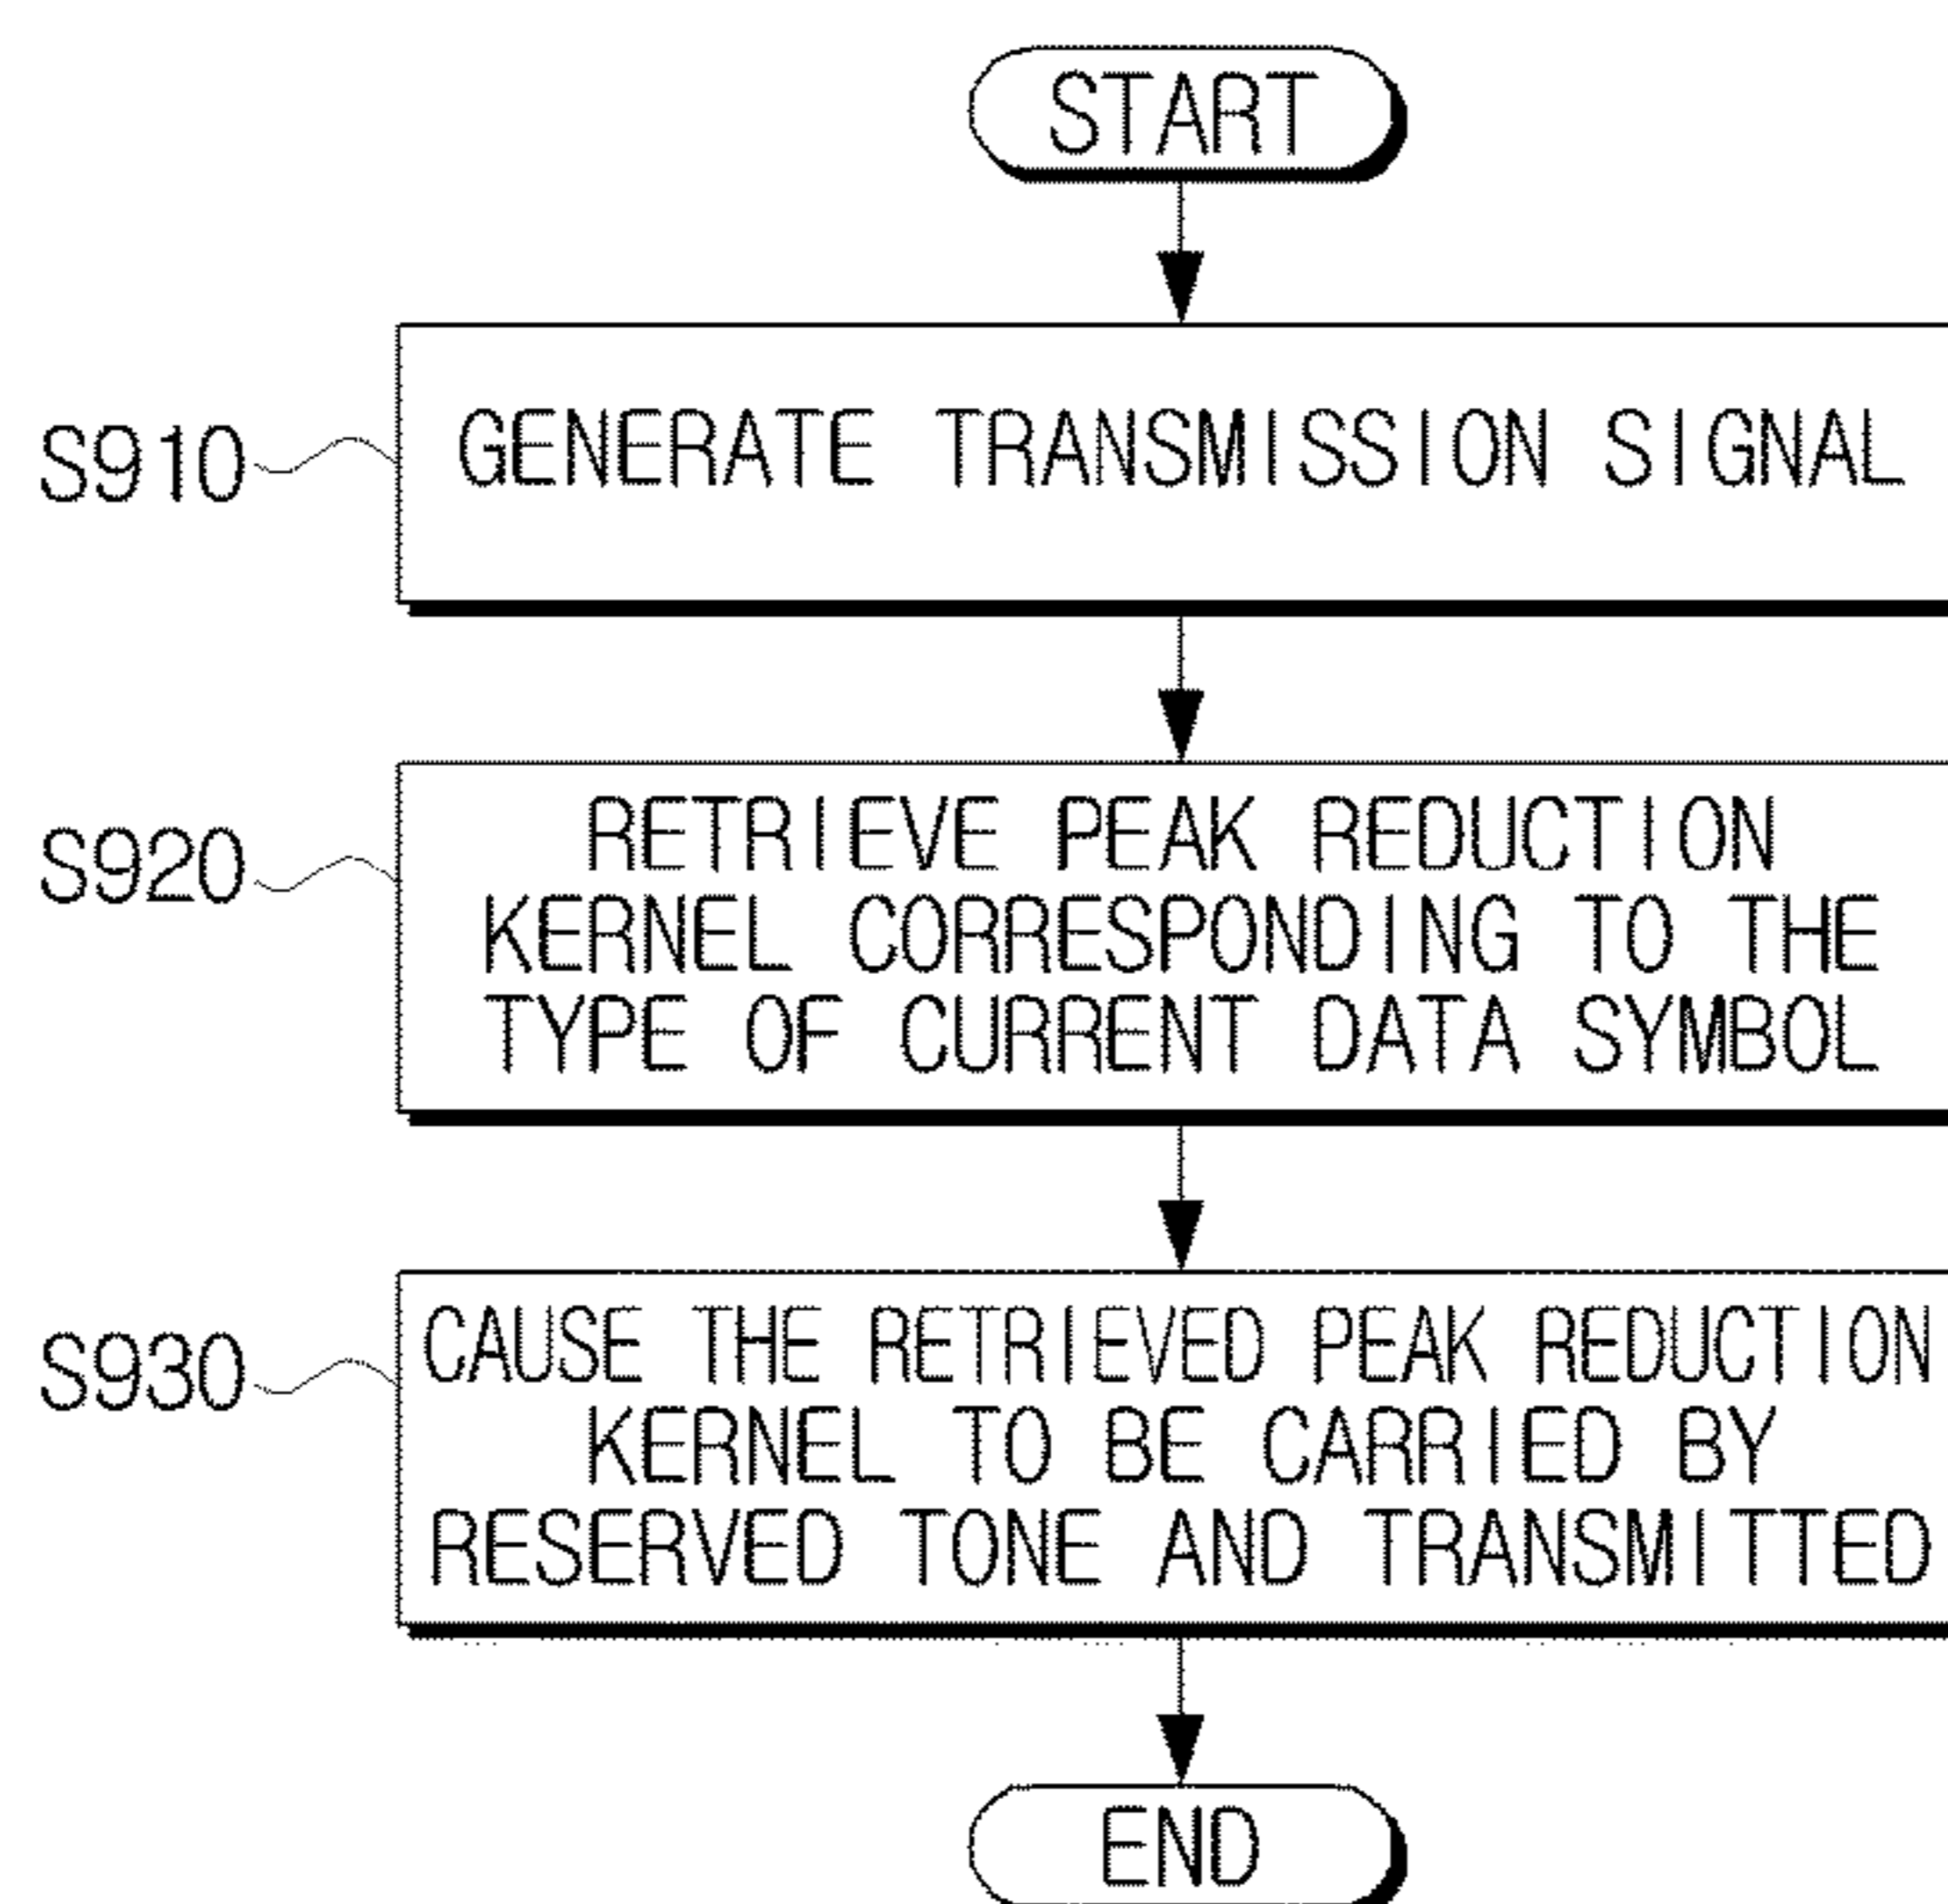 START
S910
GENERATE TRANSMISSION SIGNAL
S920
RETRIEVE PEAK REDUCTION
KERNEL CORRESPONDING TO THE
TYPE OF CURRENT DATA SYMBOL
S930
CAUSE THE RETRIEVED PEAK REDUCTION
KERNEL TO BE CARRIED BY
RESERVED TONE AND TRANSMITTED
END